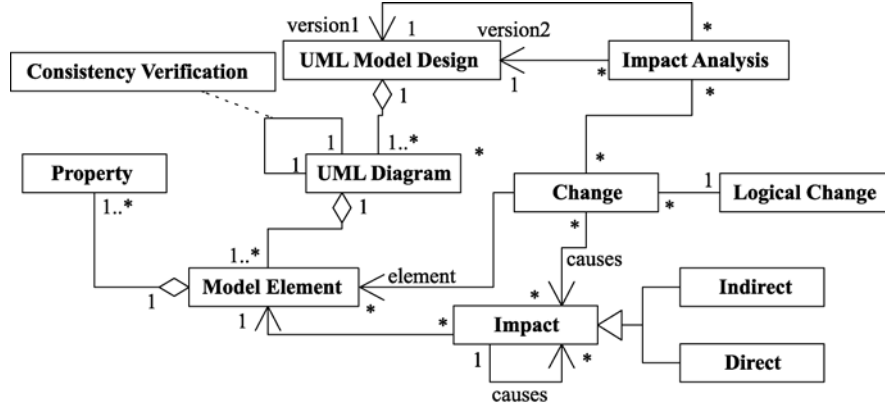 version1
1
version2
*
UML Model Design
Impact Analysis
Consistency Verification
1
1
*
*
1
1..*
*
1
Property
UML Diagram
*
1
Change
1
Logical Change
1..*
*
*
1..*
causes
element
Model Element
Indirect
1
*
*
1
*
Impact
1
*
Direct
causes